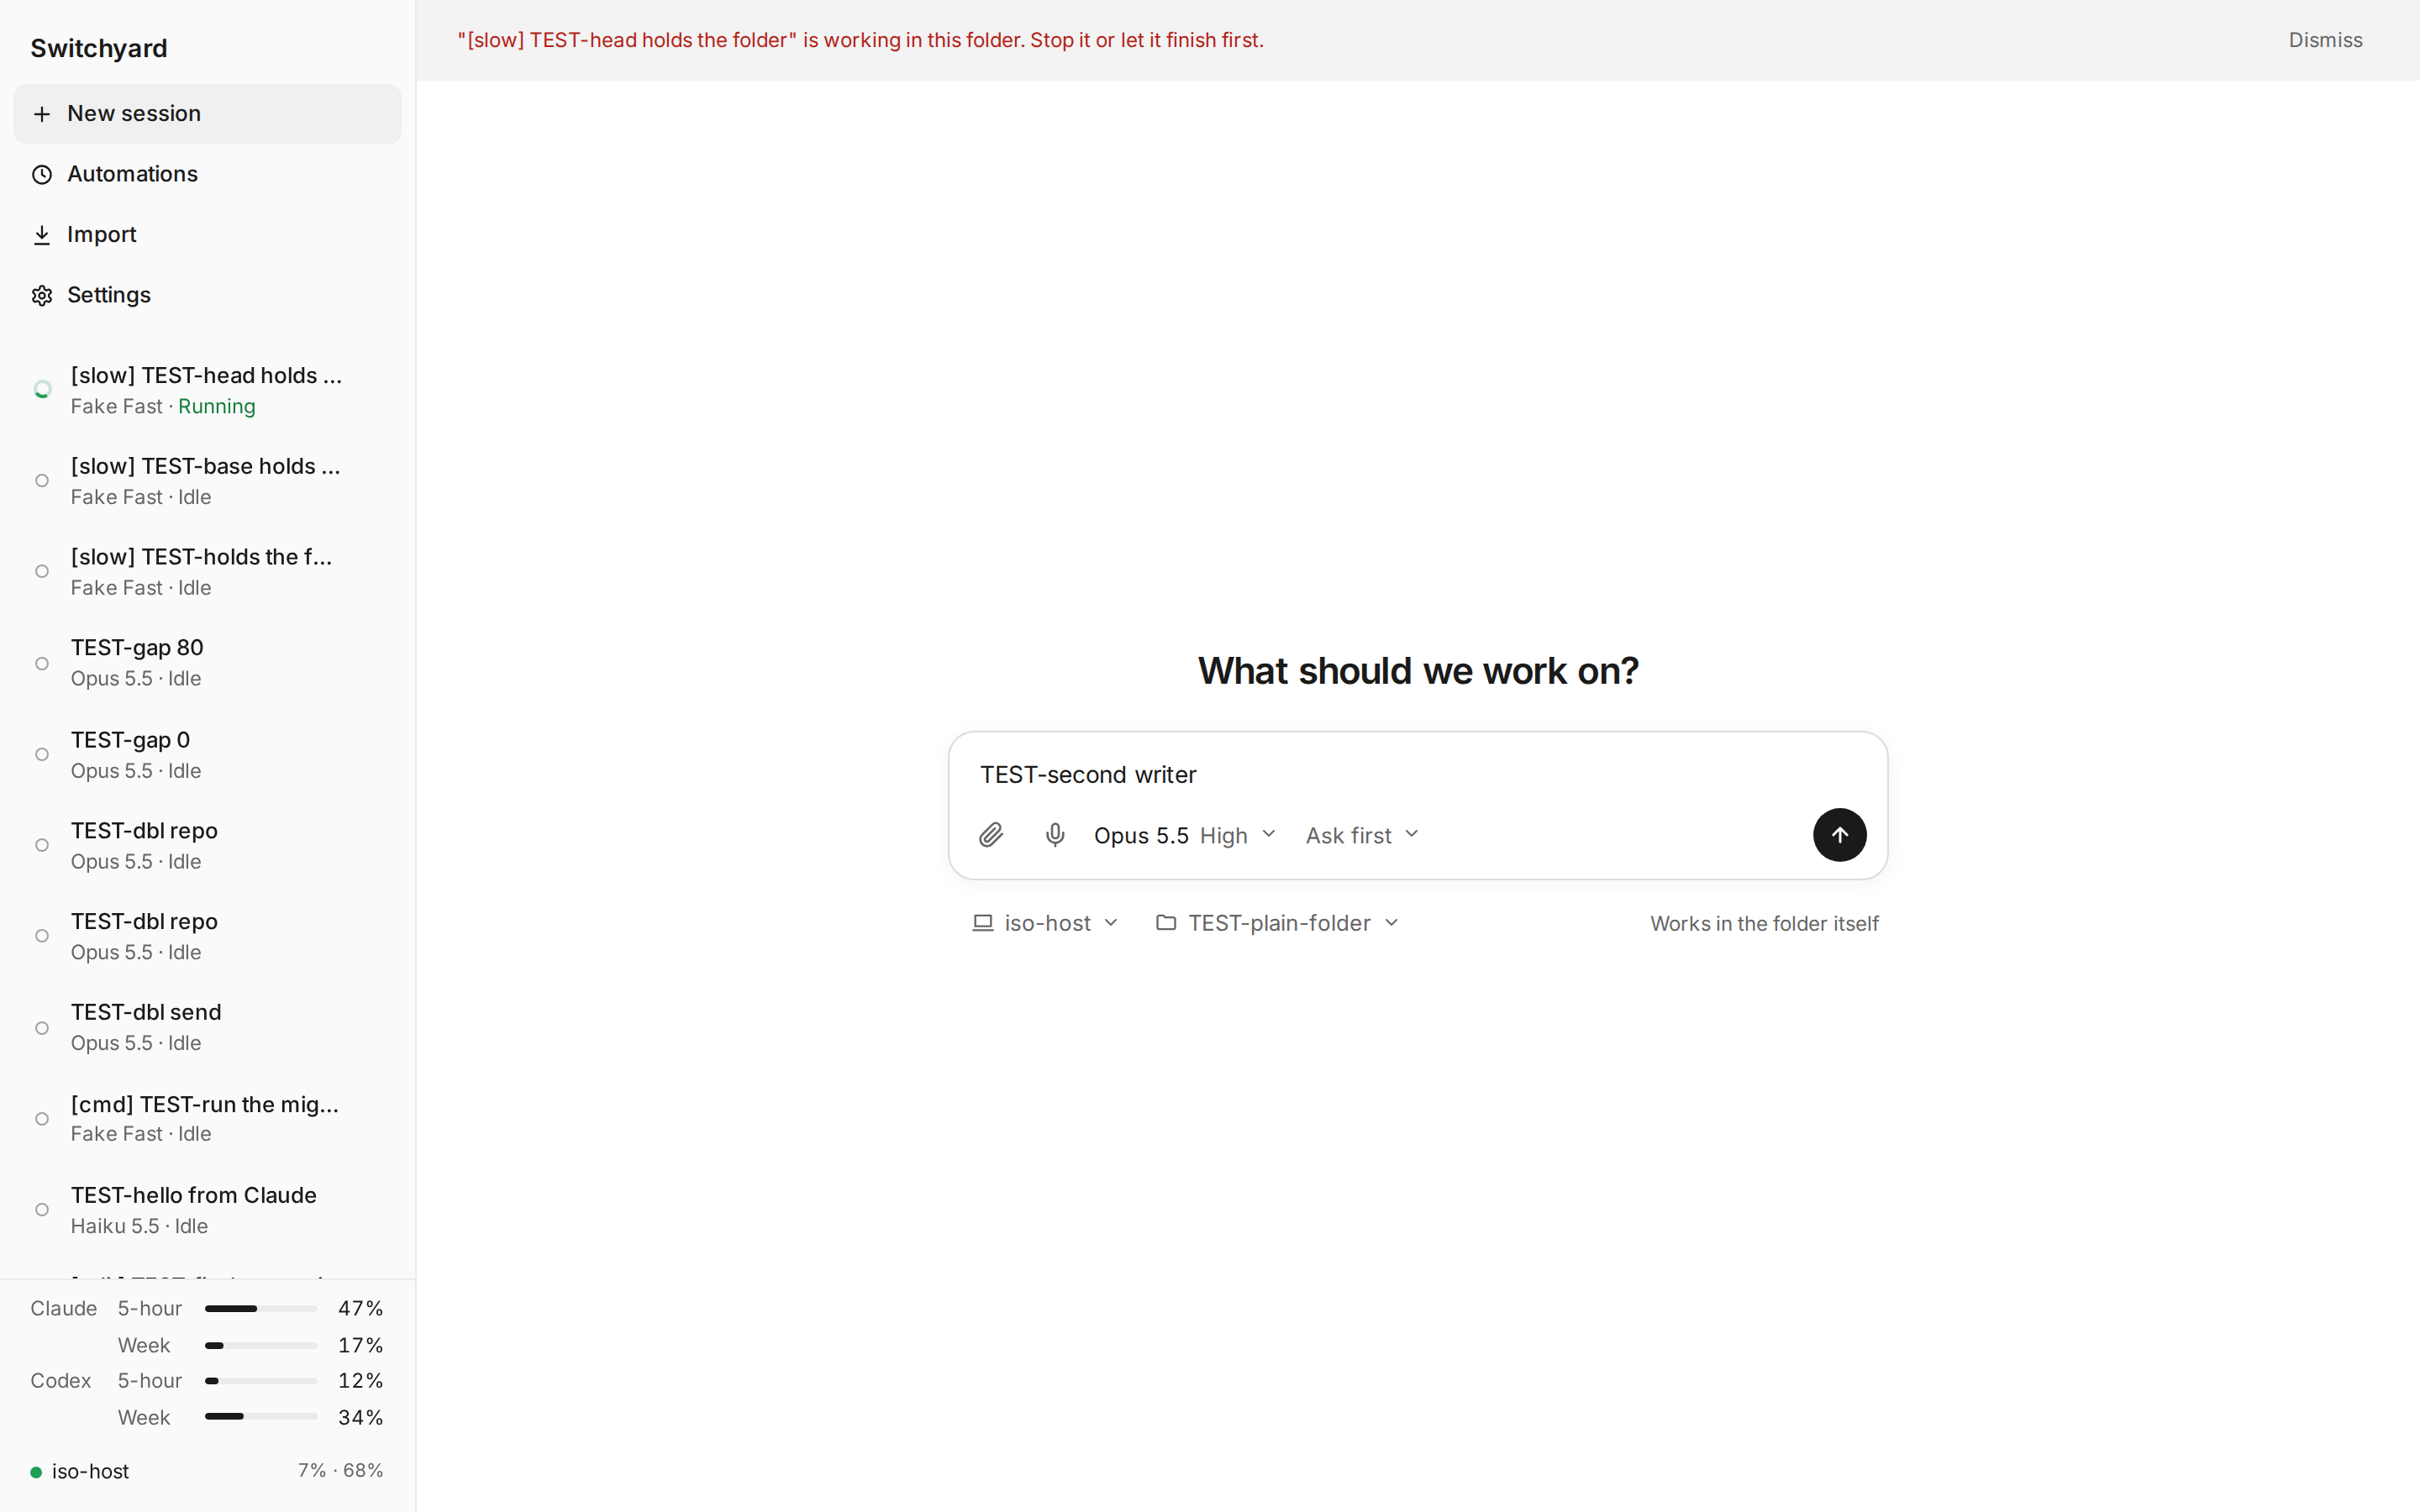 Switchyard
New session
Automations
Import
Settings
[slow] TEST-head holds ...
Fake Fast · Running
[slow] TEST-base holds ...
Fake Fast · Idle
[slow] TEST-holds the f...
Fake Fast · Idle
TEST-gap 80
Opus 5.5 · Idle
TEST-gap 0
Opus 5.5 · Idle
TEST-dbl repo
Opus 5.5 · Idle
TEST-dbl repo
Opus 5.5 · Idle
TEST-dbl send
Opus 5.5 · Idle
[cmd] TEST-run the mig...
Fake Fast · Idle
TEST-hello from Claude
Haiku 5.5 · Idle
Claude 5-hour 47%
Week 17%
Codex 5-hour 12%
Week 34%
iso-host 7% · 68%
"[slow] TEST-head holds the folder" is working in this folder. Stop it or let it finish first. Dismiss
What should we work on?
TEST-second writer
Opus 5.5 High Ask first
iso-host TEST-plain-folder Works in the folder itself